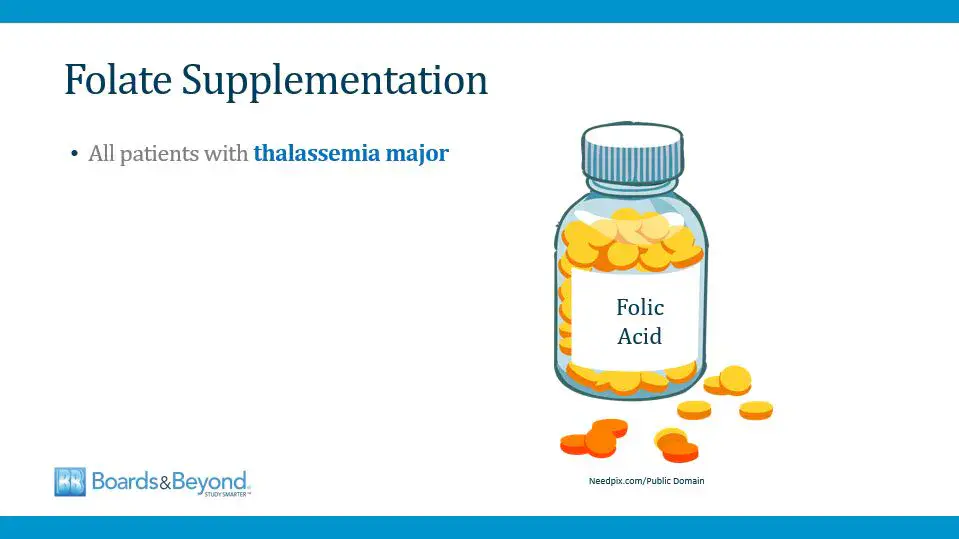 Folate Supplementation
• All patients with thalassemia major
Folic
Acid
Boards&Beyond
STUDY SMARTER
Needpix.com/Public Domain